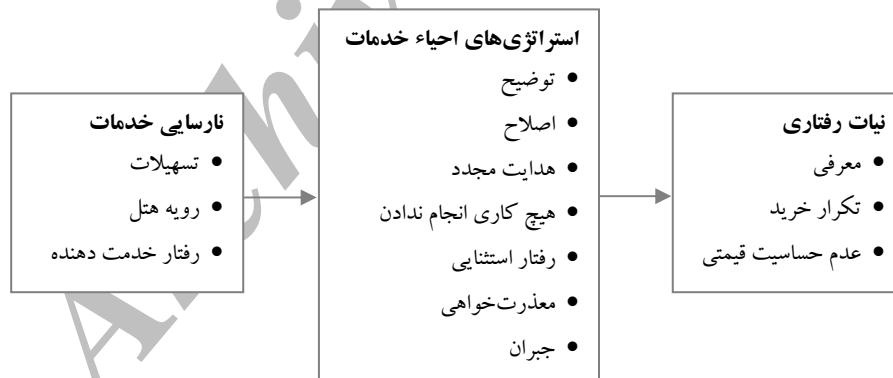 استراتژی‌های احیاء خدمات
• توضیح
• اصلاح
• هدایت مجدد
• هیچ کاری انجام ندادن
• رفتار استثنایی
• معذرت‌خواهی
• جبران
نارسایی خدمات
• تسهیلات
• رویه هتل
• رفتار خدمت دهنده
نیات رفتاری
• معرفی
• تکرار خرید
• عدم حساسیت قیمتی